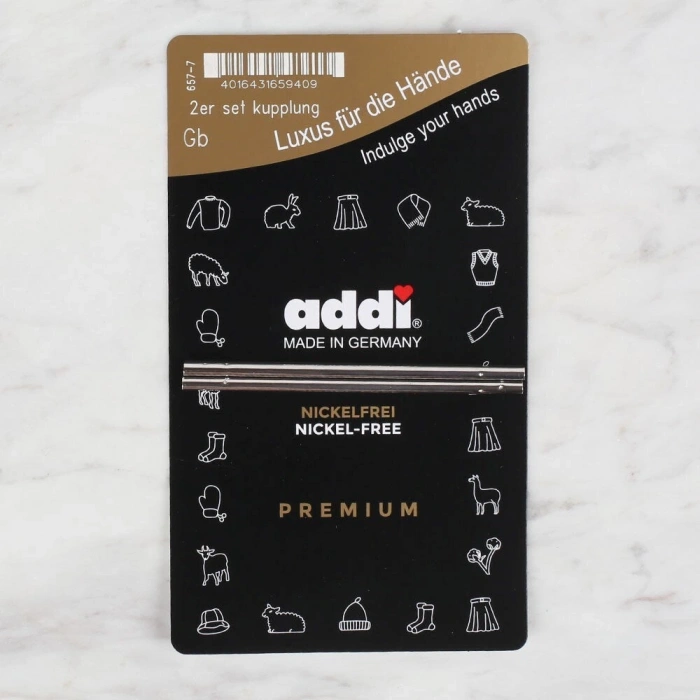 657-7
4016431659409
2er set kupplung
Gb
Luxus für die Hände
Indulge your hands
addi®
MADE IN GERMANY
NICKELFREI
NICKEL-FREE
PREMIUM